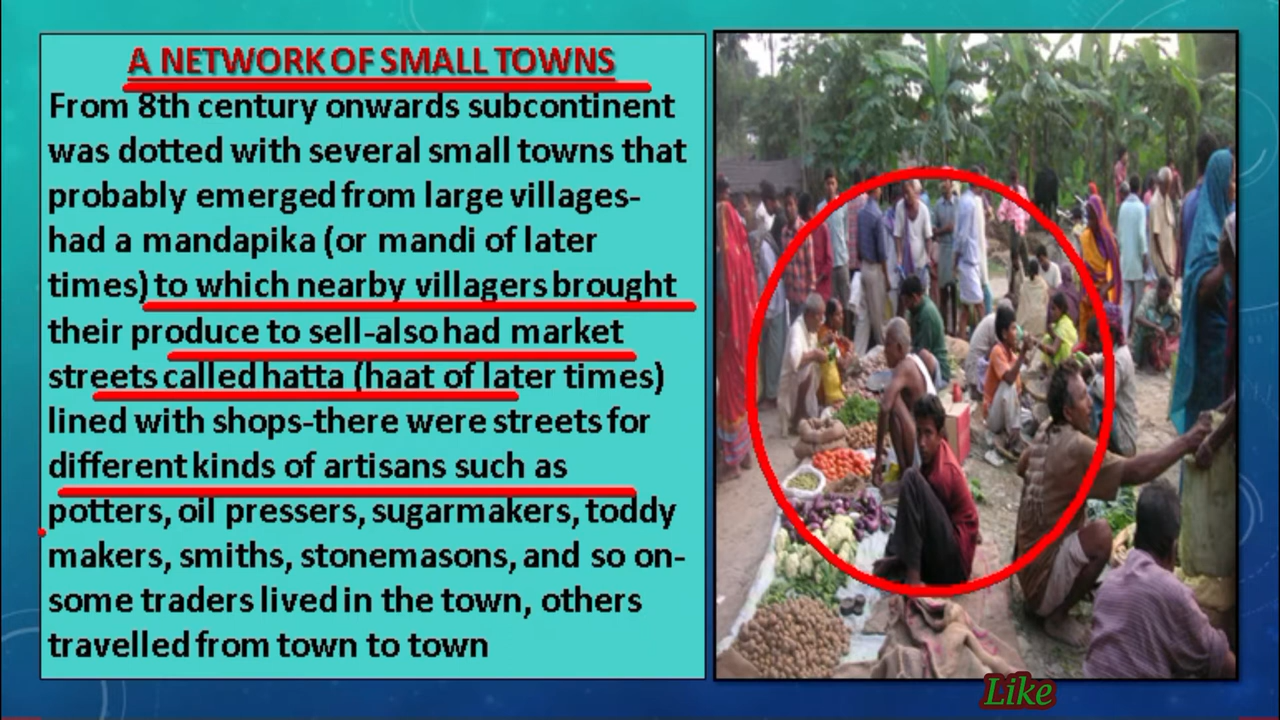 A NETWORK OF SMALL TOWNS
From 8th century onwards subcontinent
was dotted with several small towns that
probably emerged from large villages-
had a mandapika (or mandi of later
times) to which nearby villagers brought
their produce to sell-also had market
streets called hatta (haat of later times)
lined with shops-there were streets for
different kinds of artisans such as
potters, oil pressers, sugarmakers, toddy
makers, smiths, stonemasons, and so on-
some traders lived in the town, others
travelled from town to town
Like